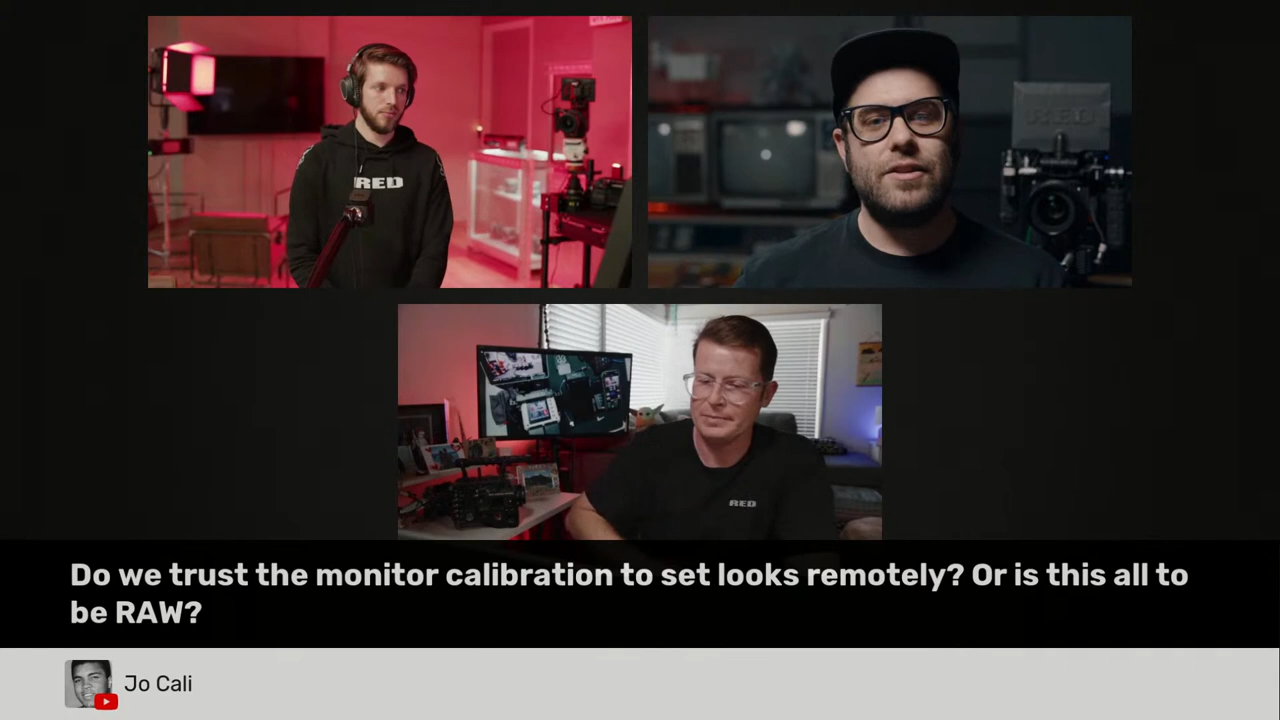 RED
RED
RED
Do we trust the monitor calibration to set looks remotely? Or is this all to
be RAW?
Jo Cali